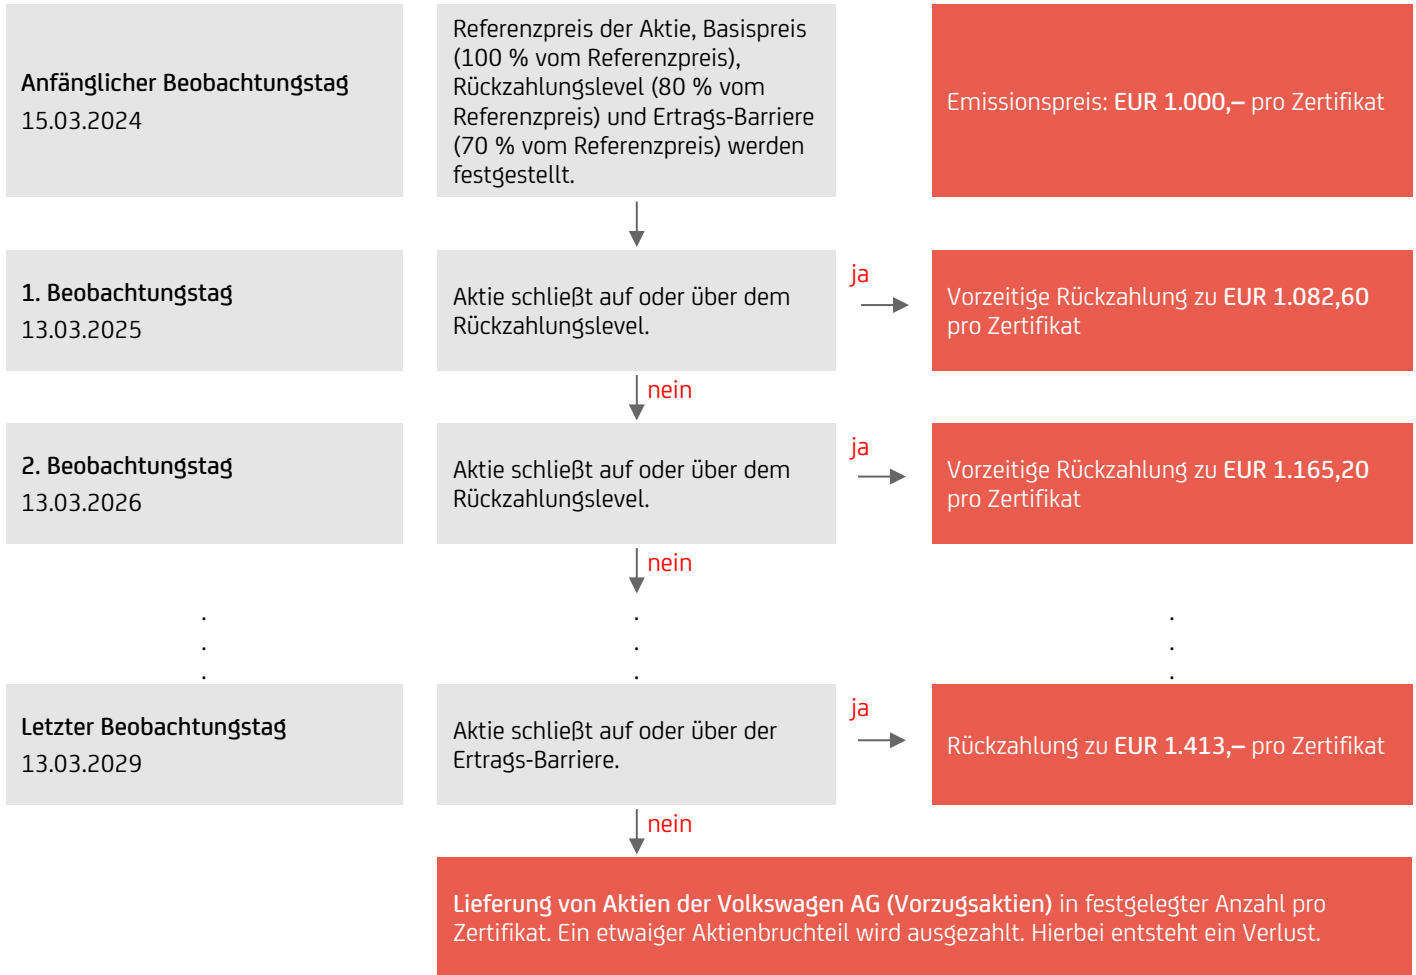 Anfänglicher Beobachtungstag
15.03.2024
Referenzpreis der Aktie, Basispreis
(100 % vom Referenzpreis),
Rückzahlungslevel (80 % vom
Referenzpreis) und Ertrags-Barriere
(70 % vom Referenzpreis) werden
festgestellt.
Emissionspreis: EUR 1.000,– pro Zertifikat
1. Beobachtungstag
13.03.2025
Aktie schließt auf oder über dem
Rückzahlungslevel.
ja
Vorzeitige Rückzahlung zu EUR 1.082,60
pro Zertifikat
nein
2. Beobachtungstag
13.03.2026
Aktie schließt auf oder über dem
Rückzahlungslevel.
ja
Vorzeitige Rückzahlung zu EUR 1.165,20
pro Zertifikat
nein
. . .
. . .
. . .
Letzter Beobachtungstag
13.03.2029
Aktie schließt auf oder über der
Ertrags-Barriere.
ja
Rückzahlung zu EUR 1.413,– pro Zertifikat
nein
Lieferung von Aktien der Volkswagen AG (Vorzugsaktien) in festgelegter Anzahl pro
Zertifikat. Ein etwaiger Aktienbruchteil wird ausgezahlt. Hierbei entsteht ein Verlust.